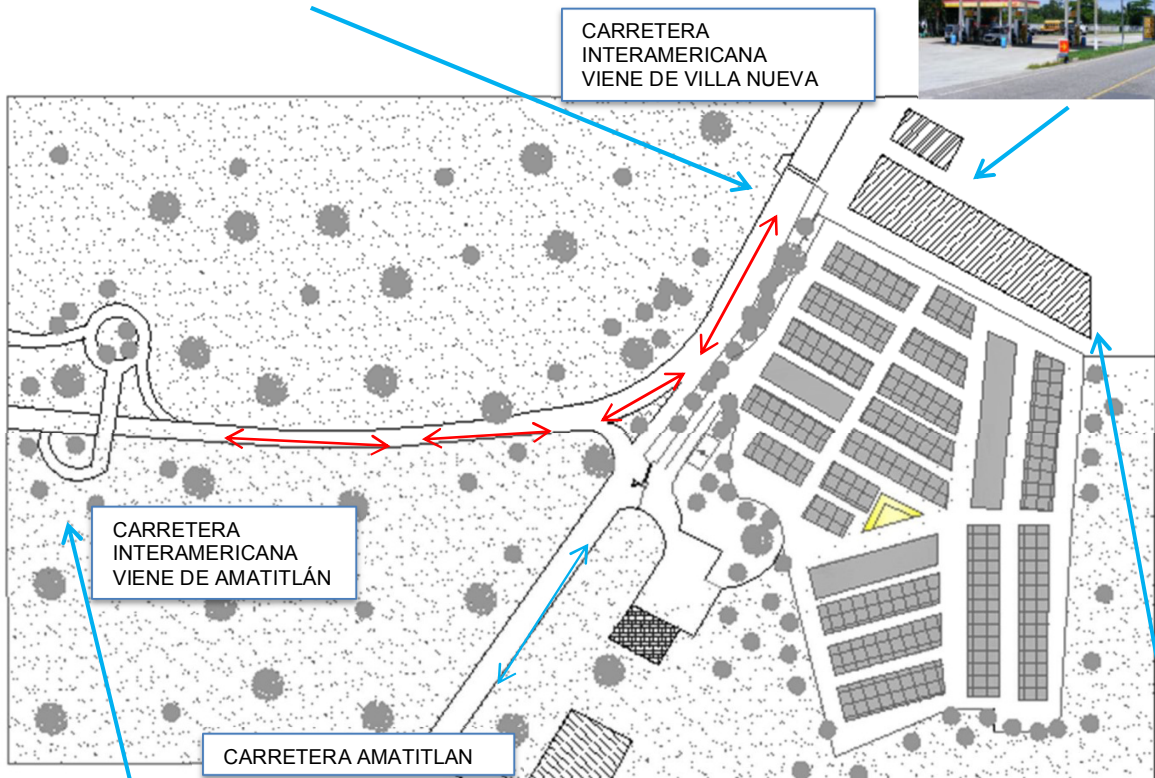 CARRETERA
INTERAMERICANA
VIENE DE VILLA NUEVA
CARRETERA
INTERAMERICANA
VIENE DE AMATITLÁN
CARRETERA AMATITLAN